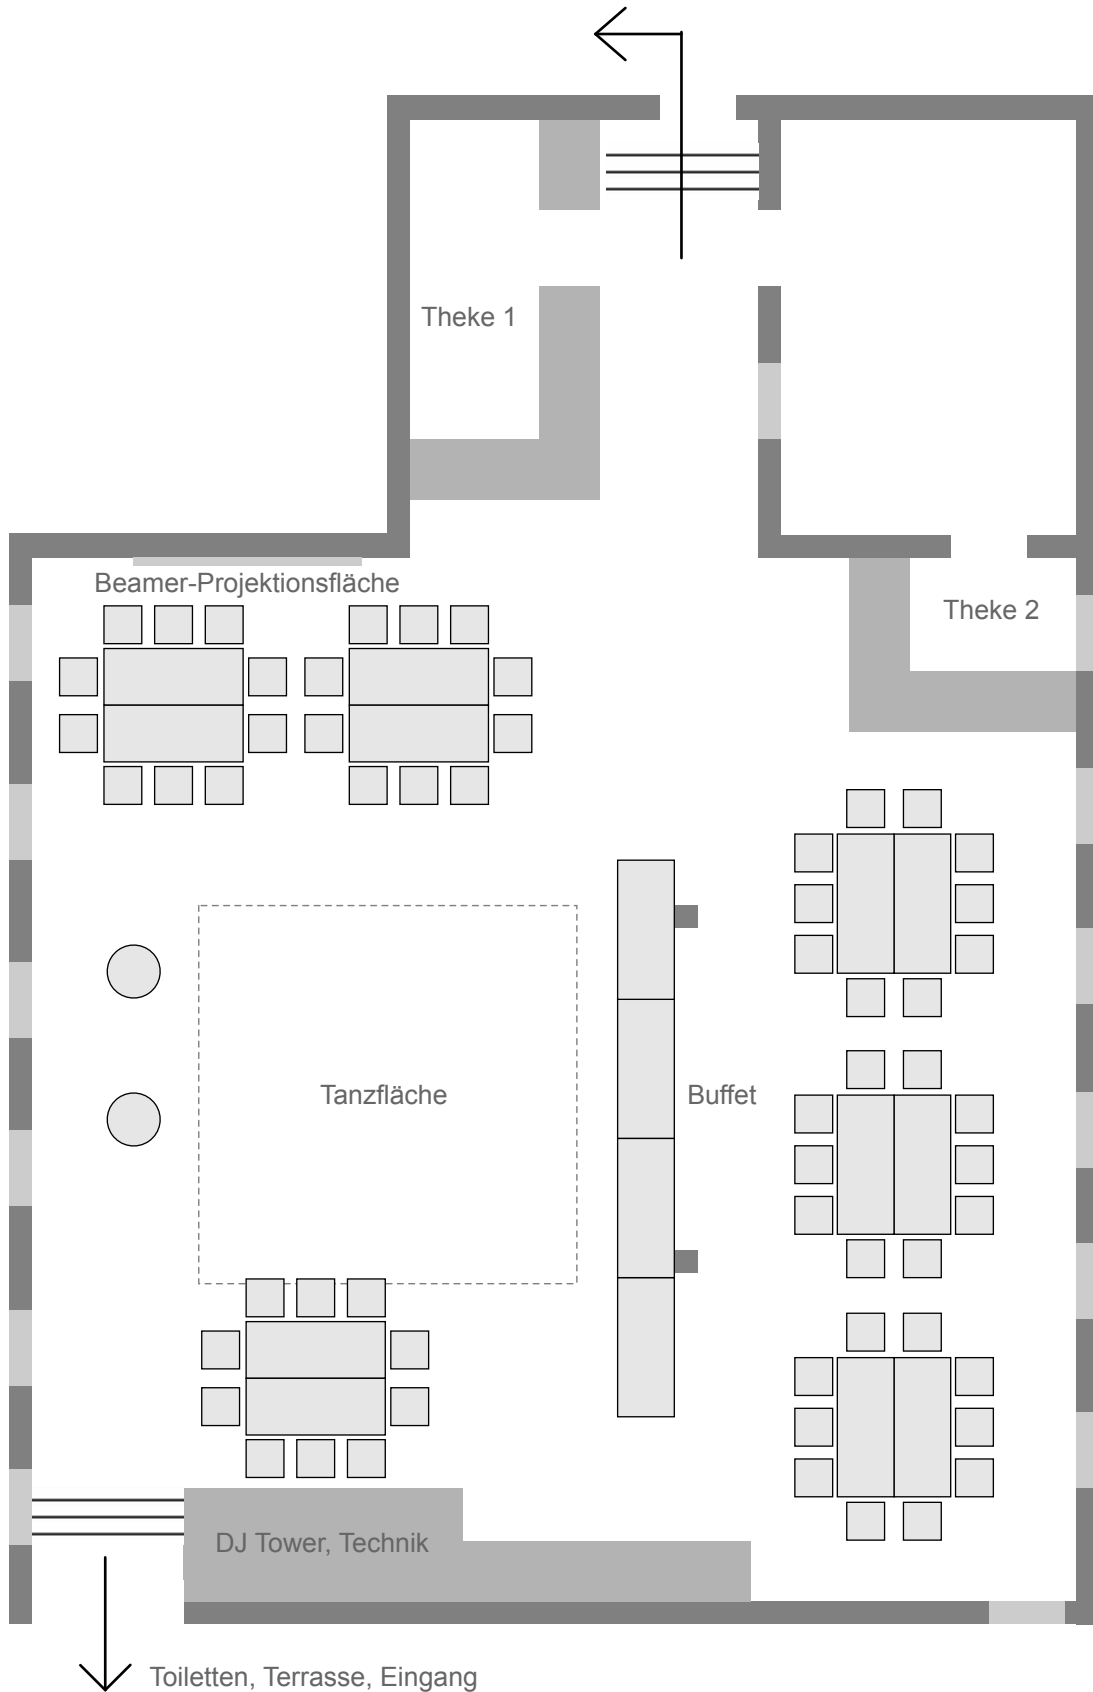 Theke 1
Beamer-Projektionsfläche
Theke 2
Tanzfläche
Buffet
DJ Tower, Technik
Toiletten, Terrasse, Eingang